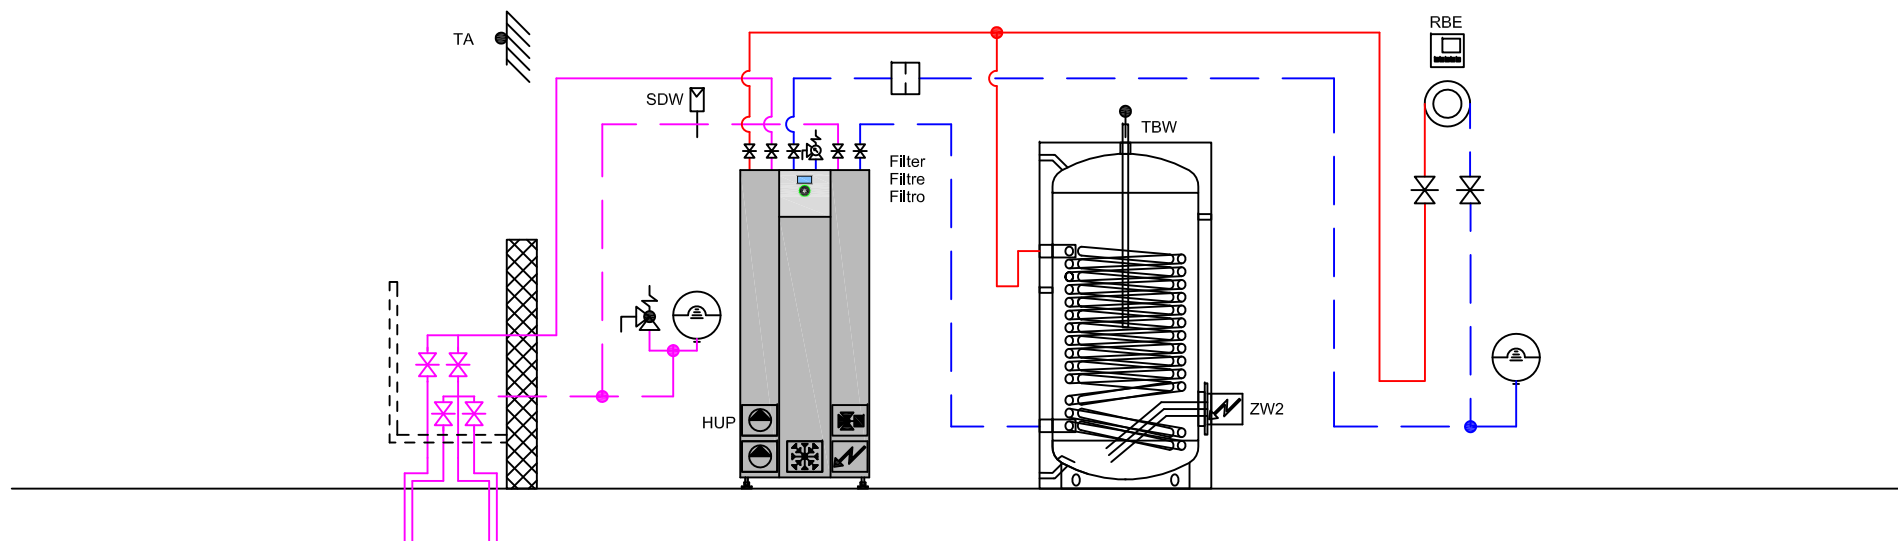 RBE
TA
SDW
TBW
Filter
Filtre
Filtro
HUP
ZW2